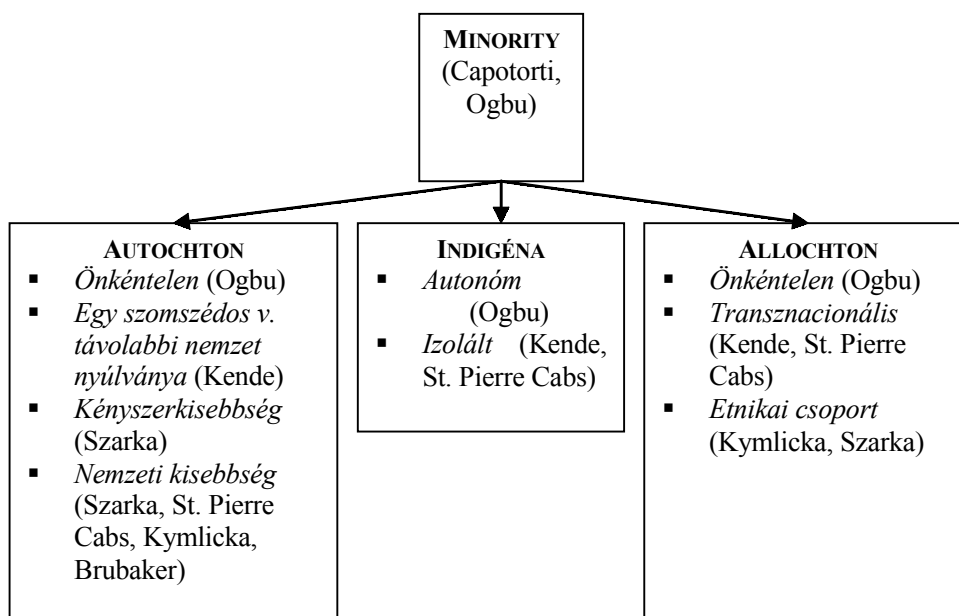 MINORITY
(Capotorti,
Ogbu)
AUTOCHTON
▪ Önkéntelen (Ogbu)
▪ Egy szomszédos v.
távolabbi nemzet
nyúlványa (Kende)
▪ Kényszerkisebbség
(Szarka)
▪ Nemzeti kisebbség
(Szarka, St. Pierre
Cabs, Kymlicka,
Brubaker)
INDIGÉNA
▪ Autonóm
(Ogbu)
▪ Izolált (Kende,
St. Pierre Cabs)
ALLOCHTON
▪ Önkéntelen (Ogbu)
▪ Transznacionális
(Kende, St. Pierre
Cabs)
▪ Etnikai csoport
(Kymlicka, Szarka)